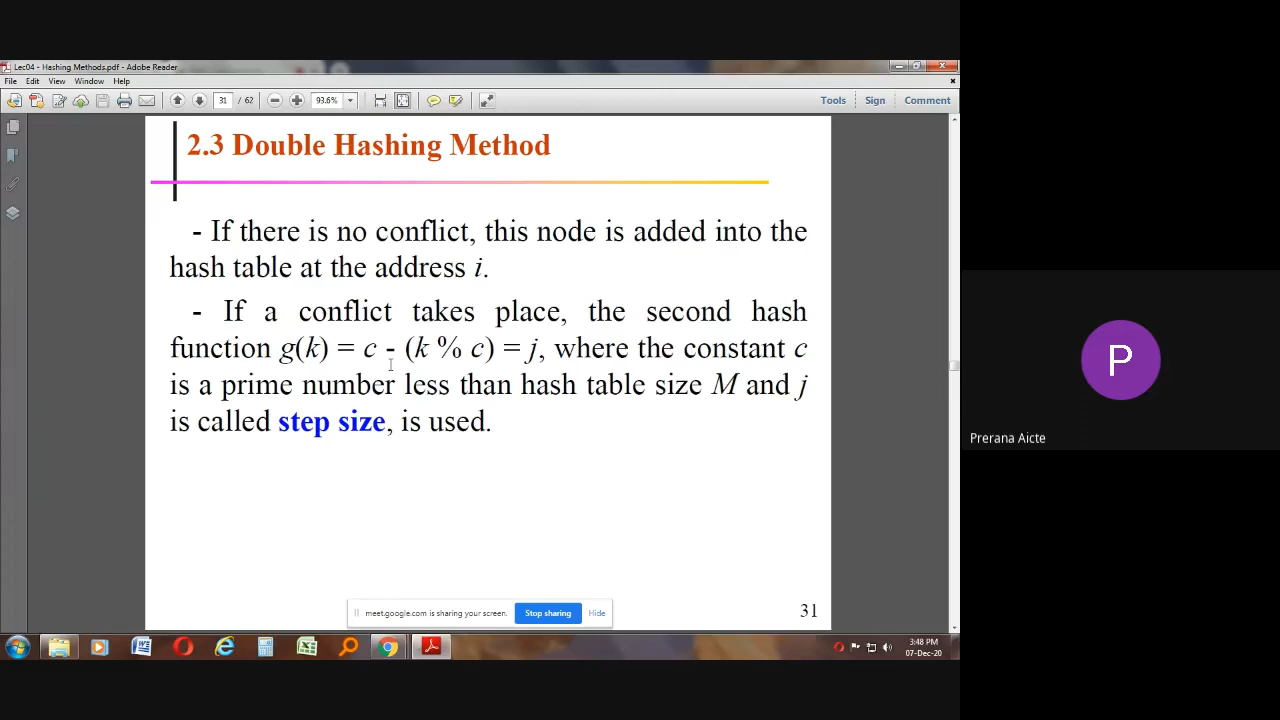 Lec04 - Hashing Methods.pdf - Adobe Reader
File Edit View Window Help
31 / 62 93.6% Tools Sign Comment
2.3 Double Hashing Method
- If there is no conflict, this node is added into the
hash table at the address i.
- If a conflict takes place, the second hash
function g(k) = c - (k % c) = j, where the constant c
is a prime number less than hash table size M and j
is called step size, is used.
P
Prerana Aicte
31
meet.google.com is sharing your screen. Stop sharing Hide
3:48 PM
07-Dec-20